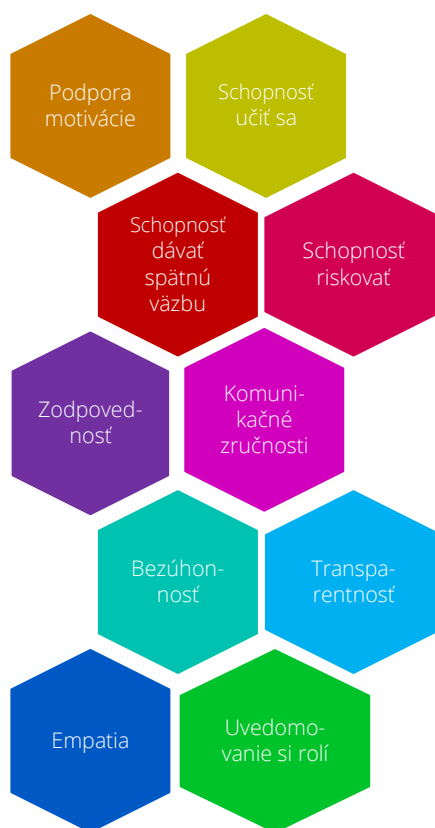 Podpora
motivácie
Schopnosť
učiť sa
Schopnosť
dávať
spätnú
väzbu
Schopnosť
riskovať
Zodpoved-
nosť
Komuni-
kačné
zručnosti
Bezúhon-
nosť
Transpa-
rentnosť
Empatia
Uvedomo-
vanie si rolí